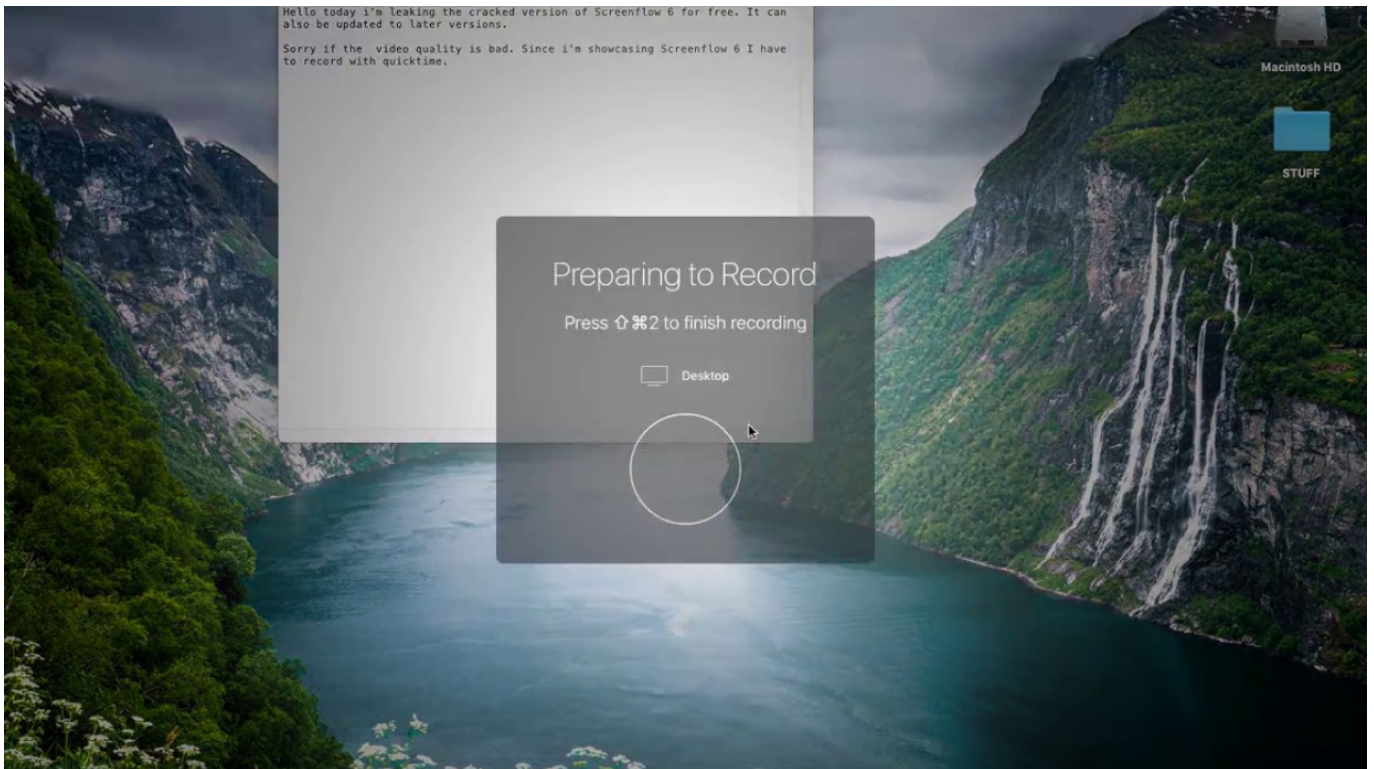 Hello today i'm leaking the cracked version of Screenflow 6 for free. It can
also be updated to later versions.
Sorry if the  video quality is bad. Since i'm showcasing Screenflow 6 I have
to record with quicktime.
Macintosh HD
STUFF
Preparing to Record
Press ⇧⌘2 to finish recording
Desktop